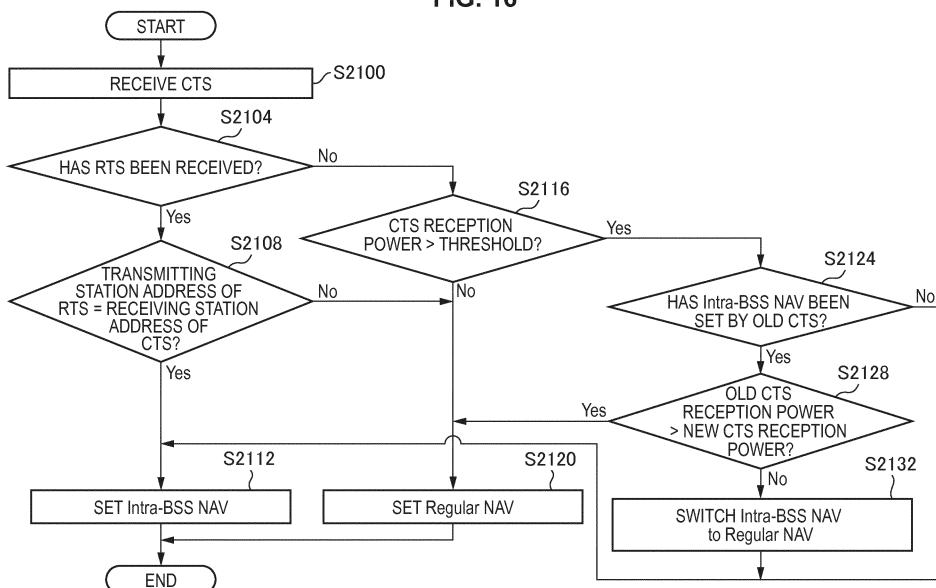 START
RECEIVE CTS
S2100
S2104
HAS RTS BEEN RECEIVED?
No
Yes
S2116
CTS RECEPTION
POWER > THRESHOLD?
Yes
No
S2108
TRANSMITTING
STATION ADDRESS OF
RTS = RECEIVING STATION
ADDRESS OF
CTS?
No
Yes
S2124
HAS Intra-BSS NAV BEEN
SET BY OLD CTS?
No
Yes
S2128
OLD CTS
RECEPTION POWER
> NEW CTS RECEPTION
POWER?
Yes
No
S2112
SET Intra-BSS NAV
S2120
SET Regular NAV
S2132
SWITCH Intra-BSS NAV
to Regular NAV
END